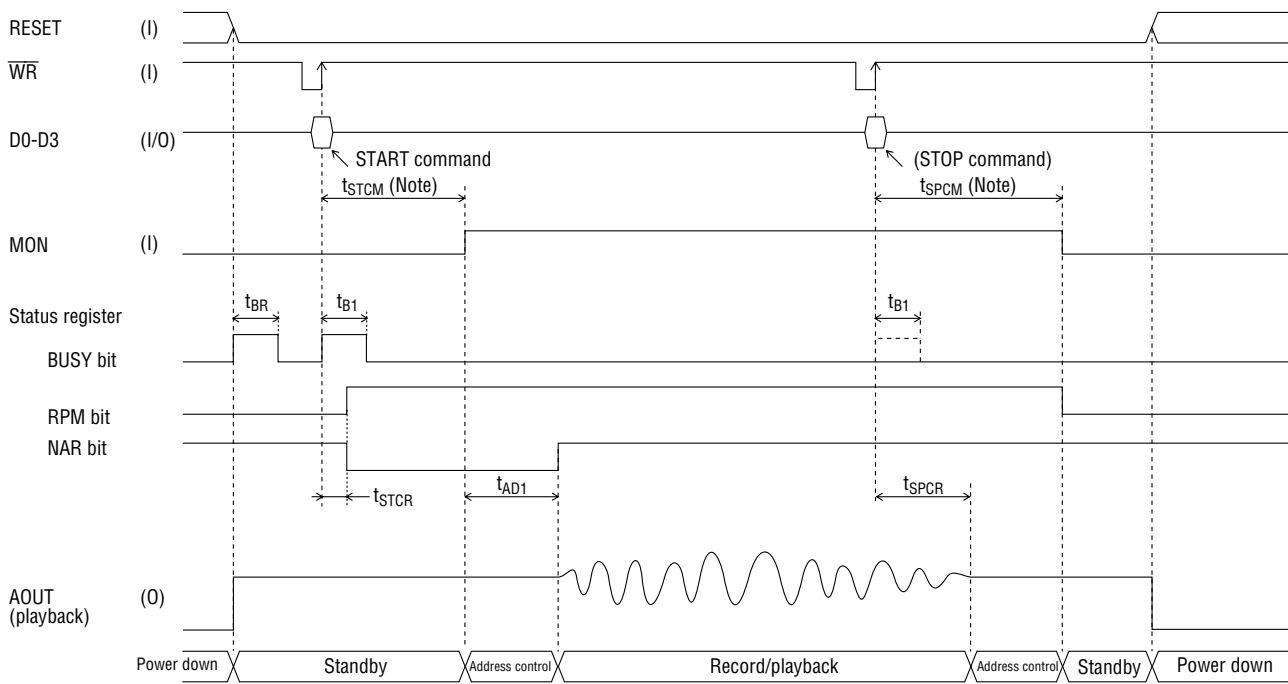 RESET (I)
WR (I)
D0-D3 (I/O)
START command
(STOP command)
tSTCM (Note)
tSPCM (Note)
MON (I)
tBR
tB1
tB1
Status register
BUSY bit
RPM bit
NAR bit
tSTCR
tAD1
tSPCR
AOUT (O)
(playback)
Power down
Standby
Address control
Record/playback
Address control
Standby
Power down